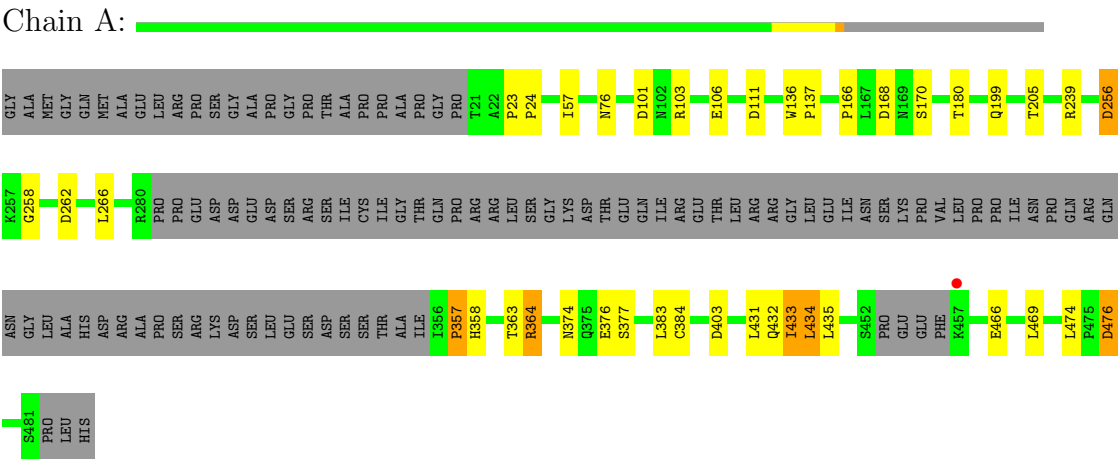 Chain A:
GLY ALA MET GLY GLN MET ALA GLU LEU ARG PRO SER GLY ALA PRO GLY PRO THR ALA PRO PRO ALA PRO GLY PRO T21 A22 P23 P24 I57 N76 D101 N102 R103 E106 D111 W136 P137 P166 L167 D168 N169 S170 T180 Q199 T205 R239 D256
K257 G258 D262 L266 R280 PRO PRO GLU ASP ASP GLU ASP SER ARG SER ILE CYS ILE GLY THR GLN PRO ARG ARG LEU SER GLY LYS ASP THR GLU GLN ILE ARG GLU THR LEU ARG ARG GLY LEU GLU ILE ASN SER LYS PRO VAL LEU PRO PRO ILE ASN PRO GLN ARG GLN
ASN GLY LEU ALA HIS ASP ARG ALA PRO SER ARG LYS ASP SER LEU GLU SER ASP SER SER THR ALA ILE I356 P357 H358 T363 R364 N374 Q375 E376 S377 L383 C384 D403 L431 Q432 I433 L434 L435 S452 PRO GLU GLU PHE K457 E466 L469 L474 P475 D476
S481 PRO LEU HIS